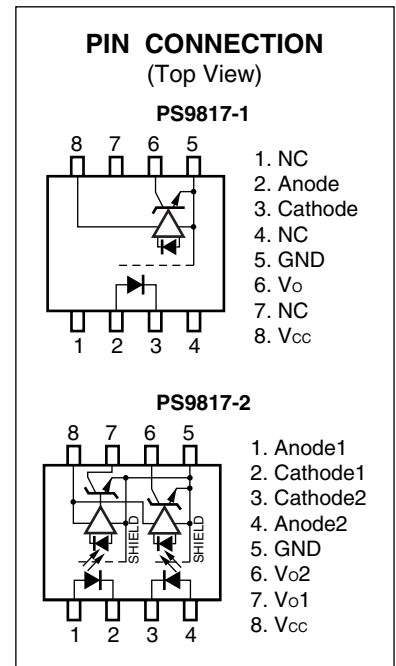 PIN CONNECTION
(Top View)
PS9817-1
8 7 6 5
1. NC
2. Anode
3. Cathode
4. NC
5. GND
6. VO
7. NC
8. VCC
1 2 3 4
PS9817-2
8 7 6 5
SHIELD
SHIELD
1. Anode1
2. Cathode1
3. Cathode2
4. Anode2
5. GND
6. VO2
7. VO1
8. VCC
1 2 3 4